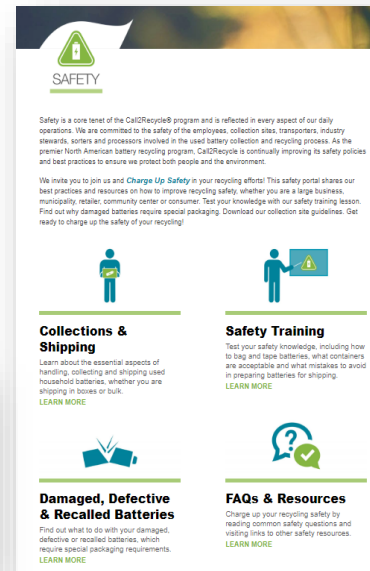 SAFETY
Safety is a core tenet of the Call2Recycle® program and is reflected in every aspect of our daily
operations. We are committed to the safety of the employees, collection sites, transporters, industry
stewards, sorters and processors involved in the used battery collection and recycling process. As the
premier North American battery recycling program, Call2Recycle is continually improving its safety policies
and best practices to ensure we protect both people and the environment.
We invite you to join us and Charge Up Safety in your recycling efforts! This safety portal shares our
best practices and resources on how to improve recycling safety, whether you are a large business,
municipality, retailer, community center or consumer. Test your knowledge with our safety training lesson.
Find out why damaged batteries require special packaging. Download our collection site guidelines. Get
ready to charge up the safety of your recycling!
Collections &
Shipping
Learn about the essential aspects of
handling, collecting and shipping used
household batteries, whether you are
shipping in boxes or bulk.
LEARN MORE
Safety Training
Test your safety knowledge, including how
to bag and tape batteries, what containers
are acceptable and what mistakes to avoid
in preparing batteries for shipping.
LEARN MORE
Damaged, Defective
& Recalled Batteries
Find out what to do with your damaged,
defective or recalled batteries, which
require special packaging requirements.
LEARN MORE
FAQs & Resources
Charge up your recycling safety by
reading common safety questions and
visiting links to other safety resources.
LEARN MORE